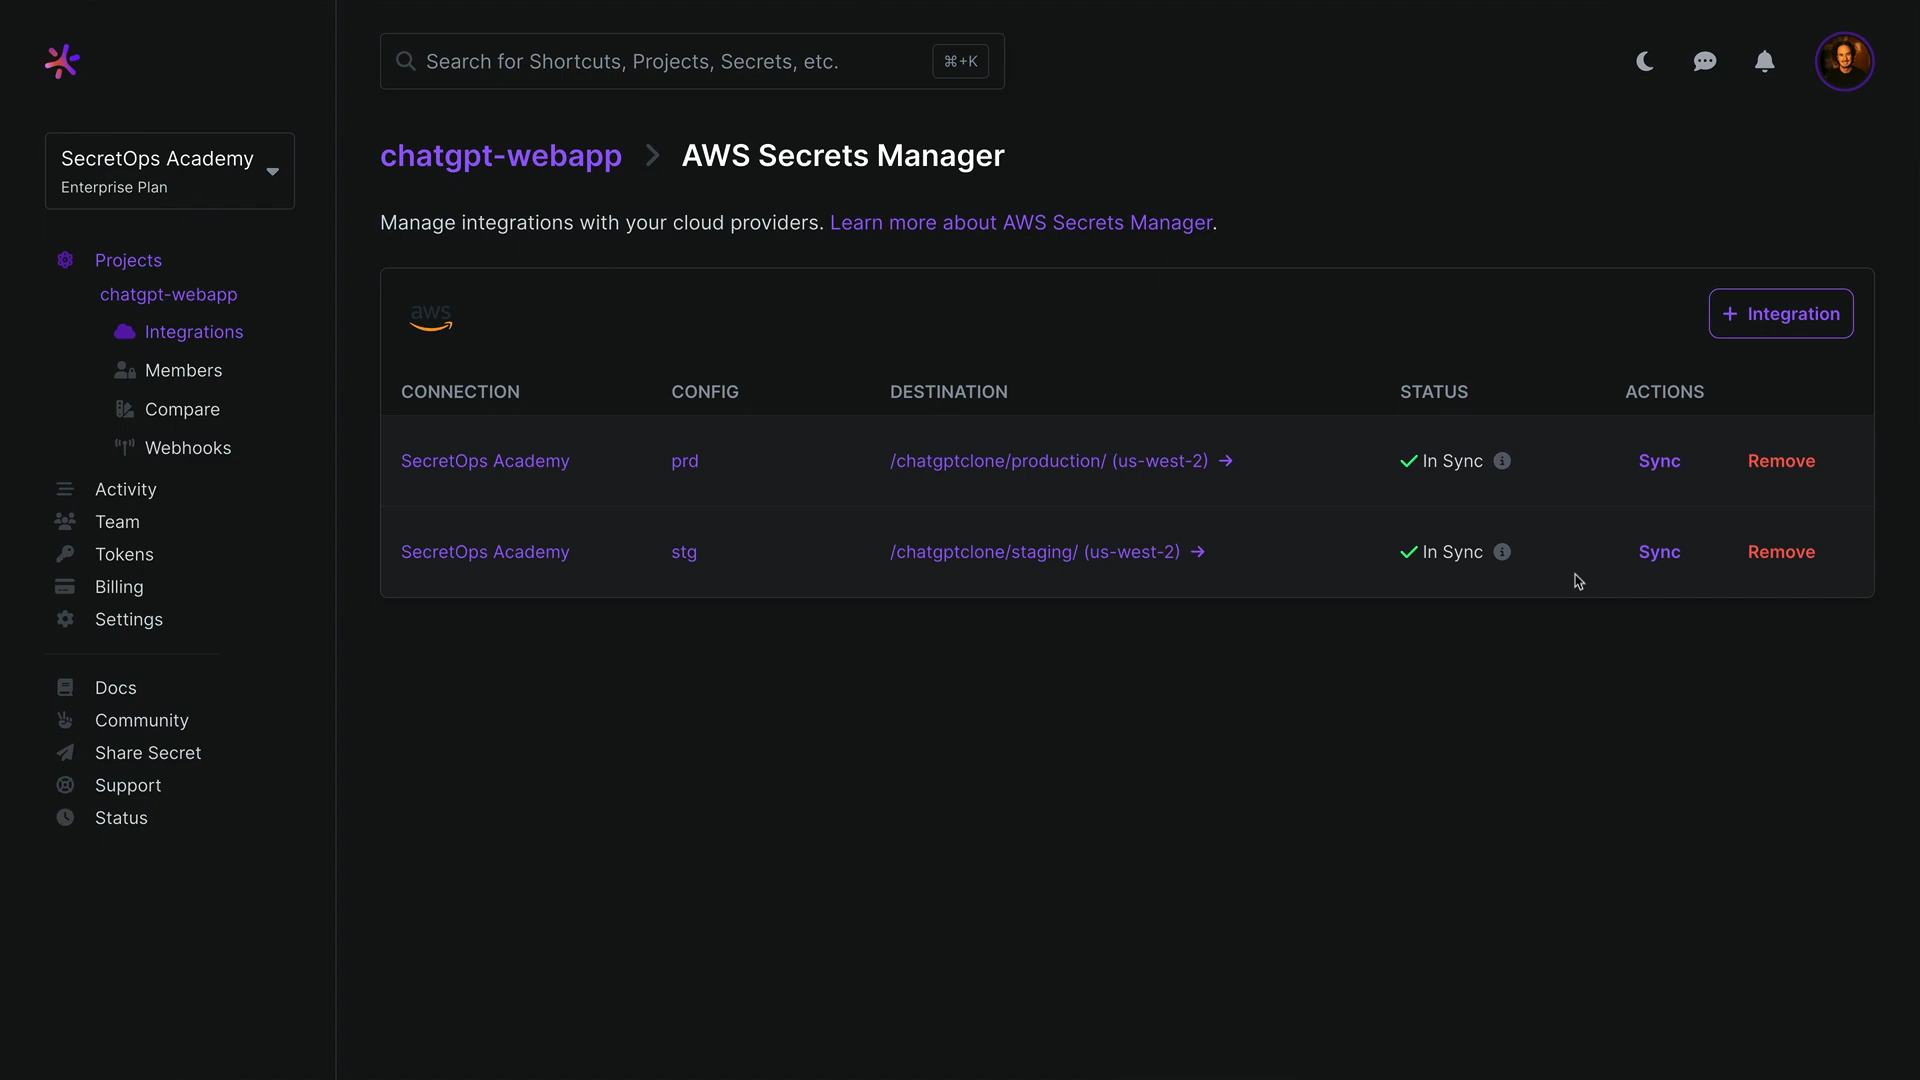 Search for Shortcuts, Projects, Secrets, etc. ⌘+K
SecretOps Academy
Enterprise Plan
Projects
chatgpt-webapp
Integrations
Members
Compare
Webhooks
Activity
Team
Tokens
Billing
Settings
Docs
Community
Share Secret
Support
Status
chatgpt-webapp > AWS Secrets Manager
Manage integrations with your cloud providers. Learn more about AWS Secrets Manager.
aws
+ Integration
CONNECTION CONFIG DESTINATION STATUS ACTIONS
SecretOps Academy prd /chatgptclone/production/ (us-west-2) → In Sync Sync Remove
SecretOps Academy stg /chatgptclone/staging/ (us-west-2) → In Sync Sync Remove